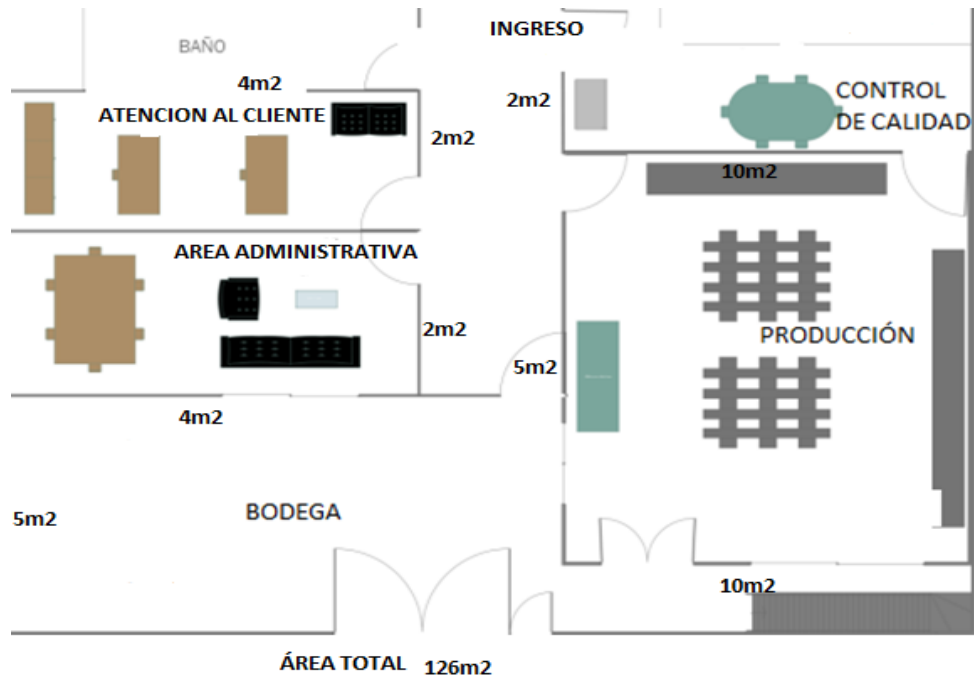 INGRESO
BAÑO
4m2
ATENCION AL CLIENTE
2m2
2m2
CONTROL
DE CALIDAD
10m2
AREA ADMINISTRATIVA
2m2
4m2
5m2
PRODUCCIÓN
5m2
BODEGA
10m2
ÁREA TOTAL 126m2